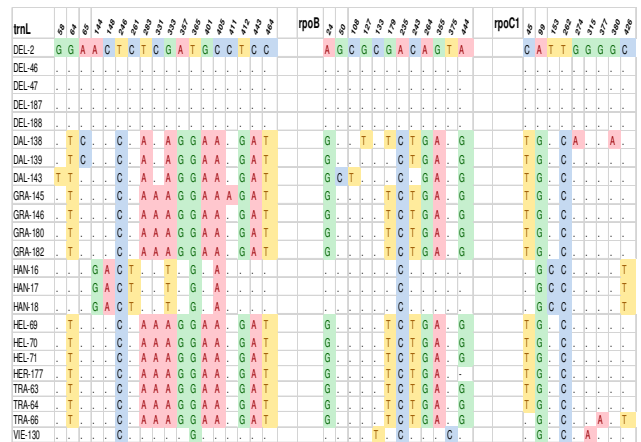 trnL 58 64 65 144 148 246 261 263 331 333 357 365 405 411 412 443 464 rpoB 24 50 108 127 133 179 235 243 264 355 375 444 rpoC1 45 99 153 262 274 315 377 380 426
DEL-2 G G A A C T C T C G A T G C C T C C A G C G C G A C A G T A C A T T G G G G C
DEL-46 . . . . . . . . . . . . . . . . . . . . . . . . . . . . . . . . . . . . . . .
DEL-47 . . . . . . . . . . . . . . . . . . . . . . . . . . . . . . . . . . . . . . .
DEL-187 . . . . . . . . . . . . . . . . . . . . . . . . . . . . . . . . . . . . . . .
DEL-188 . . . . . . . . . . . . . . . . . . . . . . . . . . . . . . . . . . . . . . .
DAL-138 . T C . . C . A . A G G A A . G A T G . . T . T C T G A . G T G . C A . . A .
DAL-139 . T C . . C . A . A G G A A . G A T G . . . . . C T G A . G T G . C . . . . .
DAL-143 T T . . . C . A . A G G A A . G A T G C T . . . C . G A . . T G . C . . . . .
GRA-145 . T . . . C . A A A G G A A A G A T G . . . . T C T G A . G T G . C . . . . .
GRA-146 . T . . . C . A A A G G A A . G A T G . . . . T C T G A . G T G . C . . . . .
GRA-180 . T . . . C . A A A G G A A . G A T G . . . . T C T G A . G T G . C . . . . .
GRA-182 . T . . . C . A A A G G A A . G A T G . . . . T C T G A . G T G . C . . . . .
HAN-16 . . . G A C T . . T . G . A . . . . . . . . . . C . . . . . . G C C . . . . T
HAN-17 . . . G A C T . . T . G . A . . . . . . . . . . C . . . . . . G C C . . . . T
HAN-18 . . . G A C T . . T . G . A . . . . . . . . . . C . . . . . . G C C . . . . T
HEL-69 . T . . . C . A A A G G A A . G A T G . . . . T C T G A . G T G . C . . . . .
HEL-70 . T . . . C . A A A G G A A . G A T G . . . . T C T G A . G T G . C . . . . .
HEL-71 . T . . . C . A A A G G A A . G A T G . . . . T C T G A . G T G . C . . . . .
HER-177 . T . . . C . A A A G G A A . G A T . . . . . T C T G A . . . G . C . . . . .
TRA-63 . T . . . C . A A A G G A A . G A T G . . . . T C T G A . G T G . C . . . . .
TRA-64 . T . . . C . A A A G G A A . G A T G . . . . T C T G A . G T G . C . . . . .
TRA-66 . T . . . C . A A A G G A A . G A T G . . . . T C T G A . G . G . C . . A . T
VIE-130 . . . . . C . . . . . G . . . . . . . . . . T . C . . . C . . G . C . A . . .